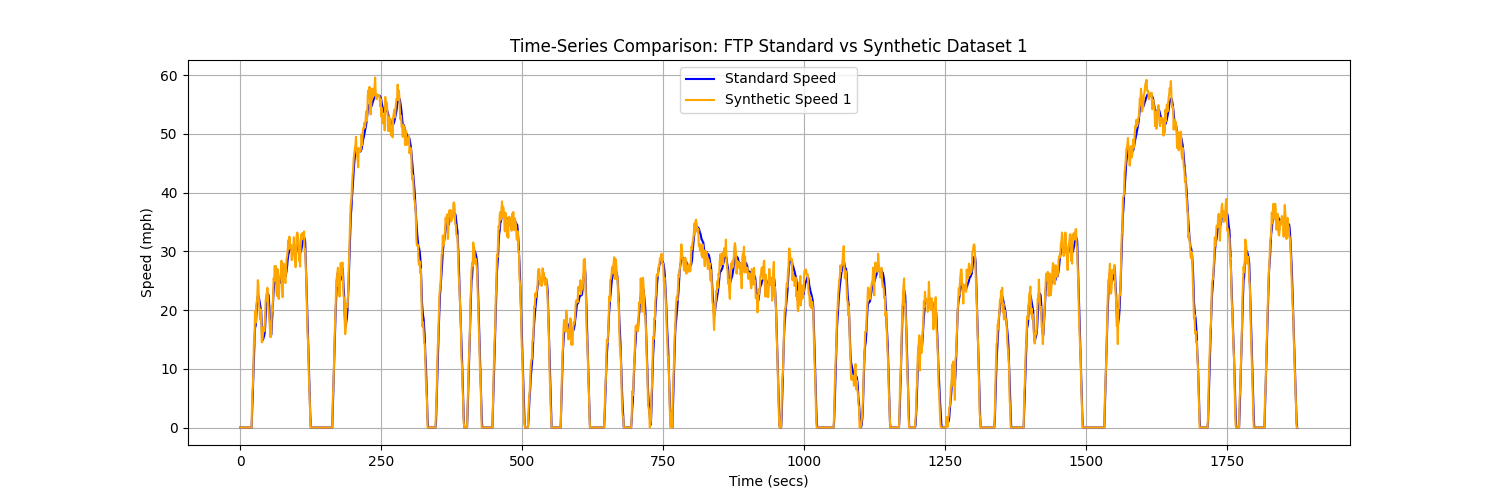 Time-Series Comparison: FTP Standard vs Synthetic Dataset 1
Standard Speed
Synthetic Speed 1
60
50
40
30
20
10
0
Speed (mph)
0 250 500 750 1000 1250 1500 1750
Time (secs)